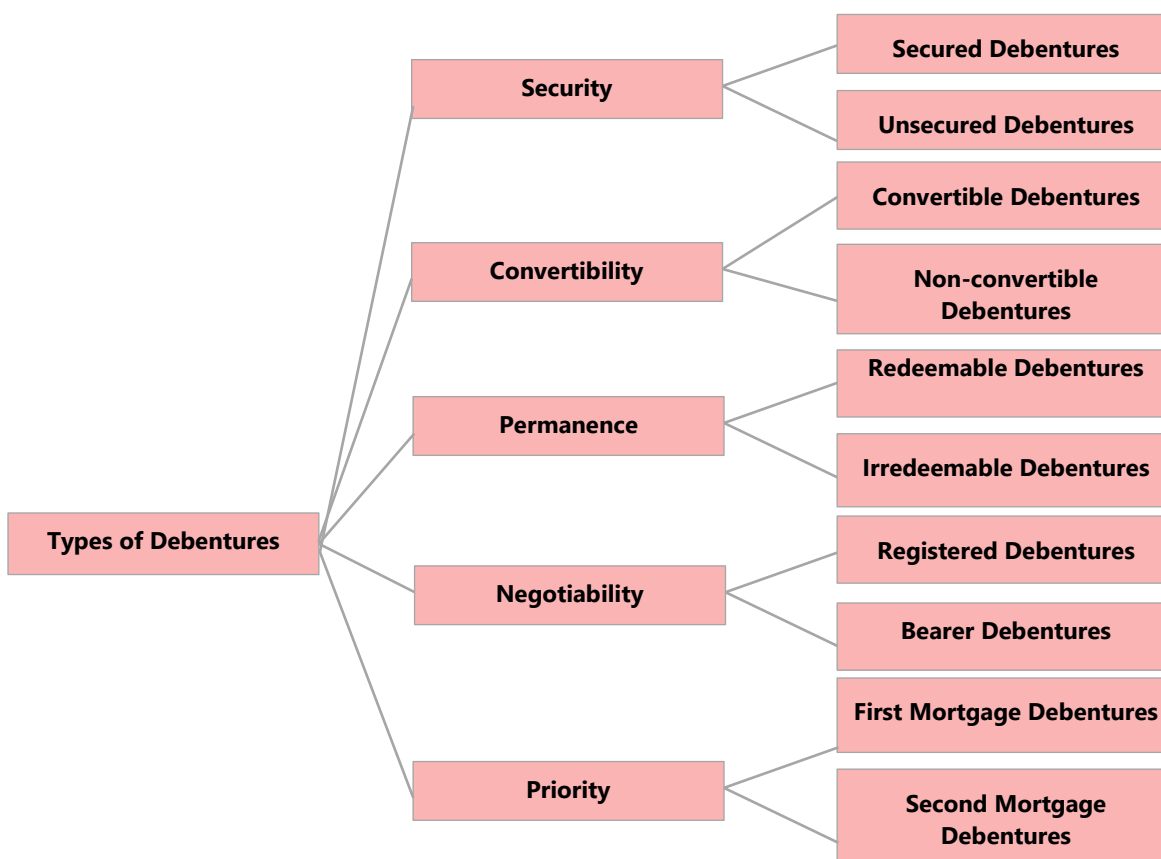 Types of Debentures
Security
Secured Debentures
Unsecured Debentures
Convertibility
Convertible Debentures
Non-convertible
Debentures
Permanence
Redeemable Debentures
Irredeemable Debentures
Negotiability
Registered Debentures
Bearer Debentures
Priority
First Mortgage Debentures
Second Mortgage
Debentures